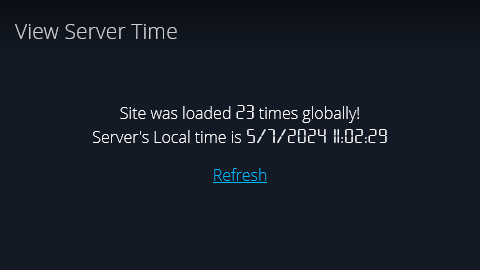 View Server Time
Site was loaded 23 times globally!
Server's Local time is 5/7/2024 11:02:29
Refresh